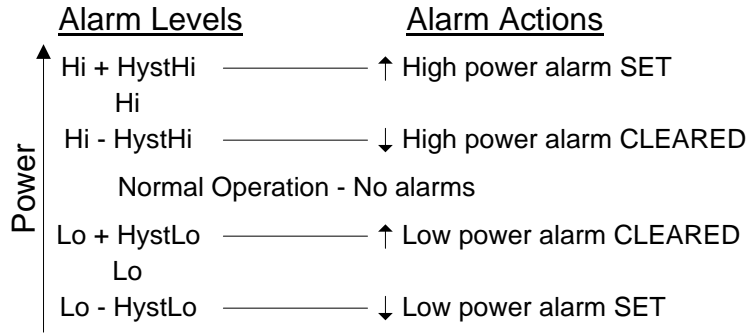 Alarm Levels Alarm Actions
Hi + HystHi ↑ High power alarm SET
Hi
Hi - HystHi ↓ High power alarm CLEARED
Normal Operation - No alarms
Lo + HystLo ↑ Low power alarm CLEARED
Lo
Lo - HystLo ↓ Low power alarm SET
Power